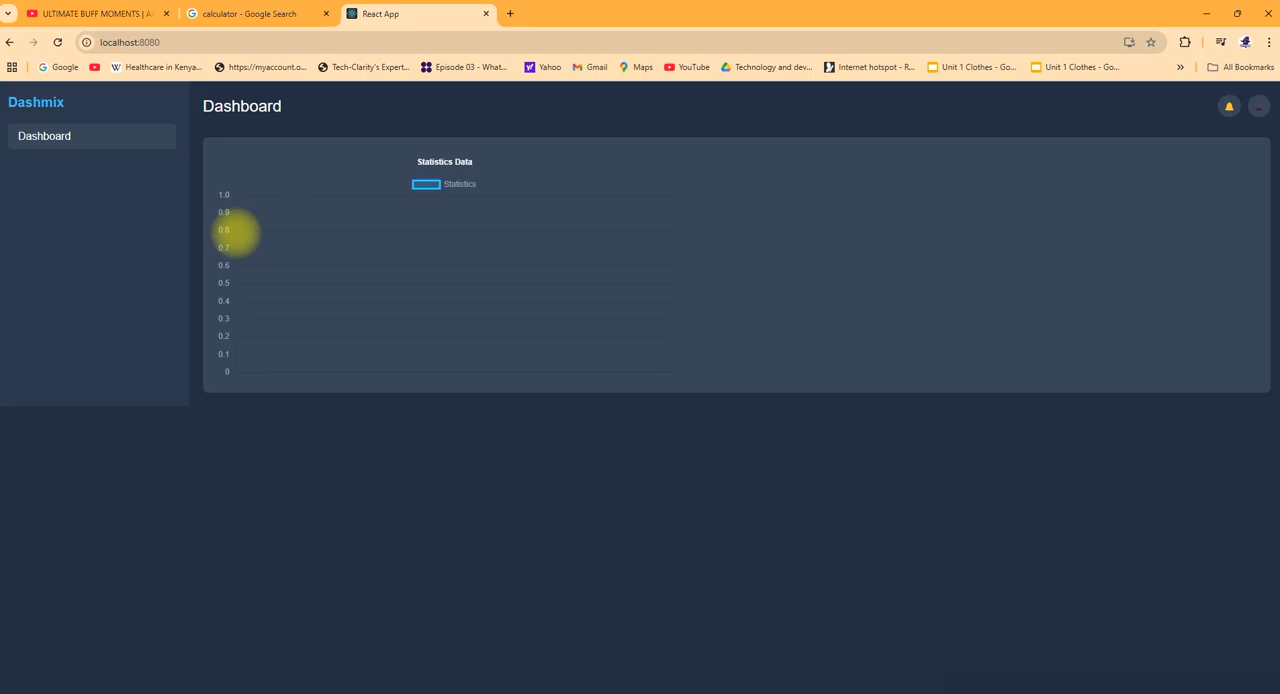 ULTIMATE BUFF MOMENTS | A
calculator - Google Search
React App
localhost:8080
Google
Healthcare in Kenya...
https://myaccount.o...
Tech-Clarity's Expert...
Episode 03 - What...
Yahoo
Gmail
Maps
YouTube
Technology and dev...
Internet hotspot - R...
Unit 1 Clothes - Go...
Unit 1 Clothes - Go...
»
All Bookmarks
Dashmix
Dashboard
Dashboard
Statistics Data
Statistics
1.0
0.9
0.8
0.7
0.6
0.5
0.4
0.3
0.2
0.1
0